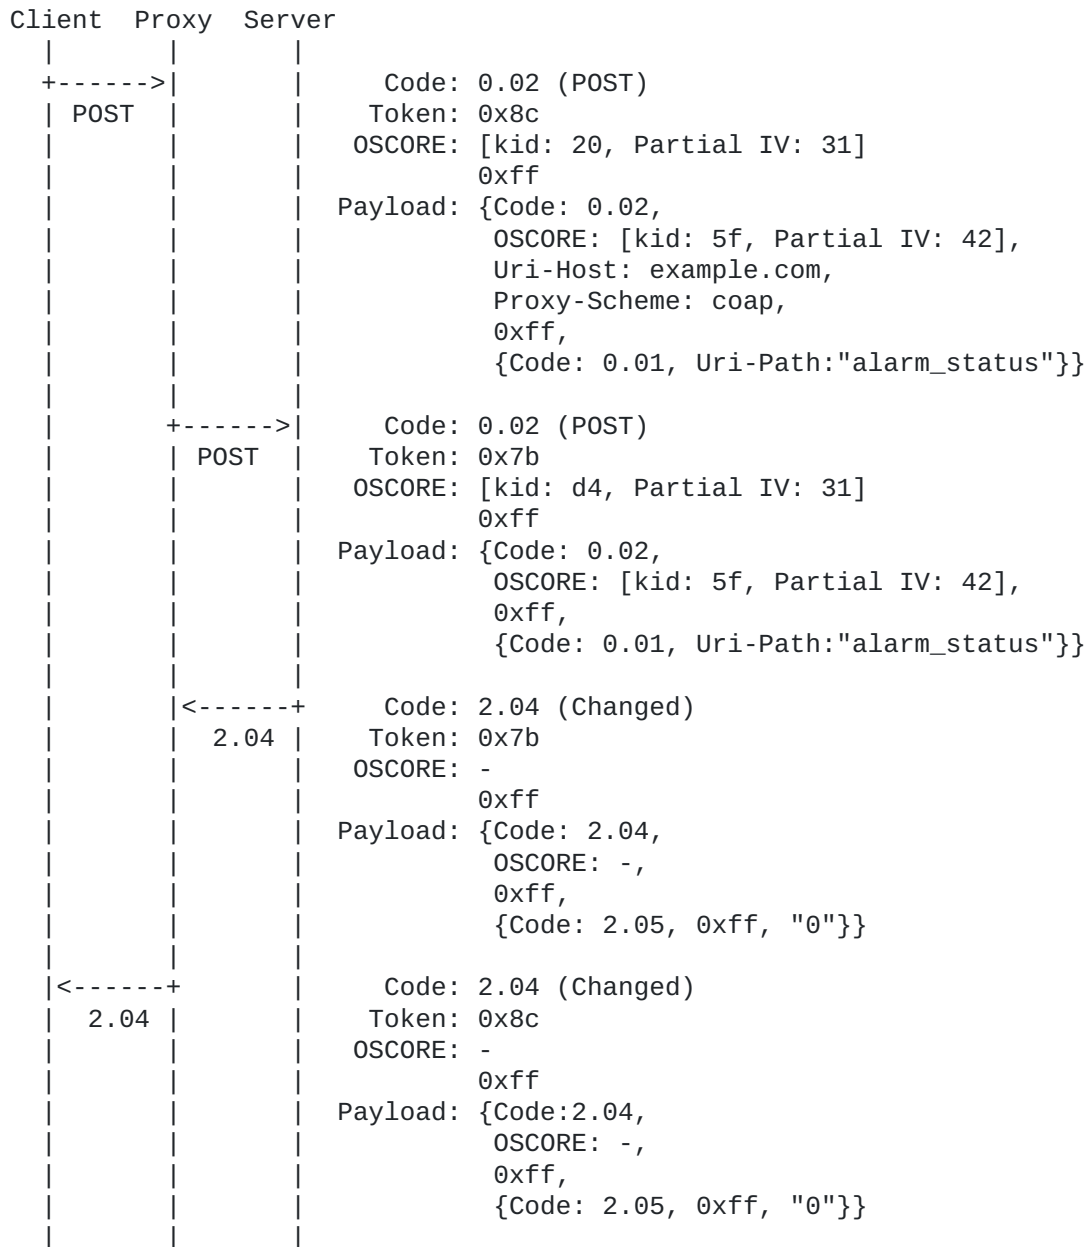 Client  Proxy  Server
  |       |       |
  +------>|       |     Code: 0.02 (POST)
  | POST  |       |    Token: 0x8c
  |       |       |   OSCORE: [kid: 20, Partial IV: 31]
  |       |       |           0xff
  |       |       |  Payload: {Code: 0.02,
  |       |       |            OSCORE: [kid: 5f, Partial IV: 42],
  |       |       |            Uri-Host: example.com,
  |       |       |            Proxy-Scheme: coap,
  |       |       |            0xff,
  |       |       |            {Code: 0.01, Uri-Path:"alarm_status"}}
  |       |       |
  |       +------>|     Code: 0.02 (POST)
  |       | POST  |    Token: 0x7b
  |       |       |   OSCORE: [kid: d4, Partial IV: 31]
  |       |       |           0xff
  |       |       |  Payload: {Code: 0.02,
  |       |       |            OSCORE: [kid: 5f, Partial IV: 42],
  |       |       |            0xff,
  |       |       |            {Code: 0.01, Uri-Path:"alarm_status"}}
  |       |       |
  |       |<------+     Code: 2.04 (Changed)
  |       |  2.04 |    Token: 0x7b
  |       |       |   OSCORE: -
  |       |       |           0xff
  |       |       |  Payload: {Code: 2.04,
  |       |       |            OSCORE: -,
  |       |       |            0xff,
  |       |       |            {Code: 2.05, 0xff, "0"}}
  |       |       |
  |<------+       |     Code: 2.04 (Changed)
  |  2.04 |       |    Token: 0x8c
  |       |       |   OSCORE: -
  |       |       |           0xff
  |       |       |  Payload: {Code:2.04,
  |       |       |            OSCORE: -,
  |       |       |            0xff,
  |       |       |            {Code: 2.05, 0xff, "0"}}
  |       |       |